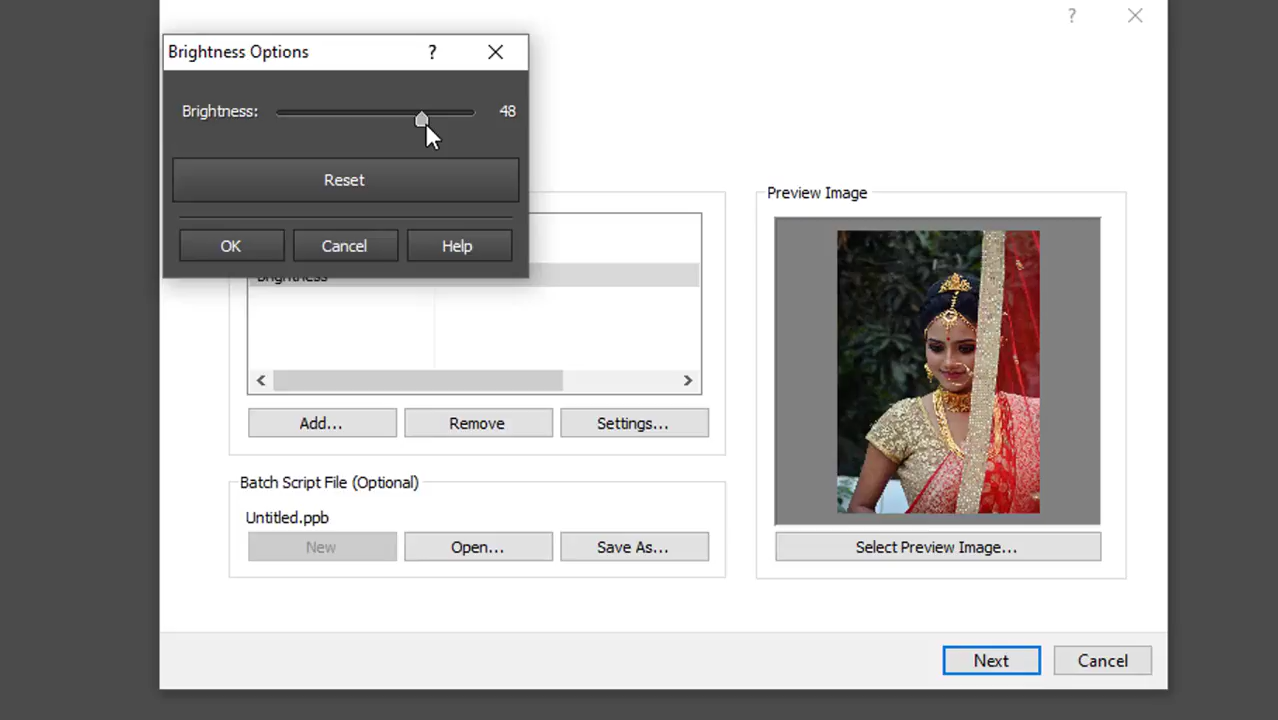 ?
Brightness Options ?
Brightness: 48
Reset
OK Cancel Help
Brightness
Add... Remove Settings...
Batch Script File (Optional)
Untitled.ppb
New Open... Save As...
Preview Image
Select Preview Image...
Next Cancel